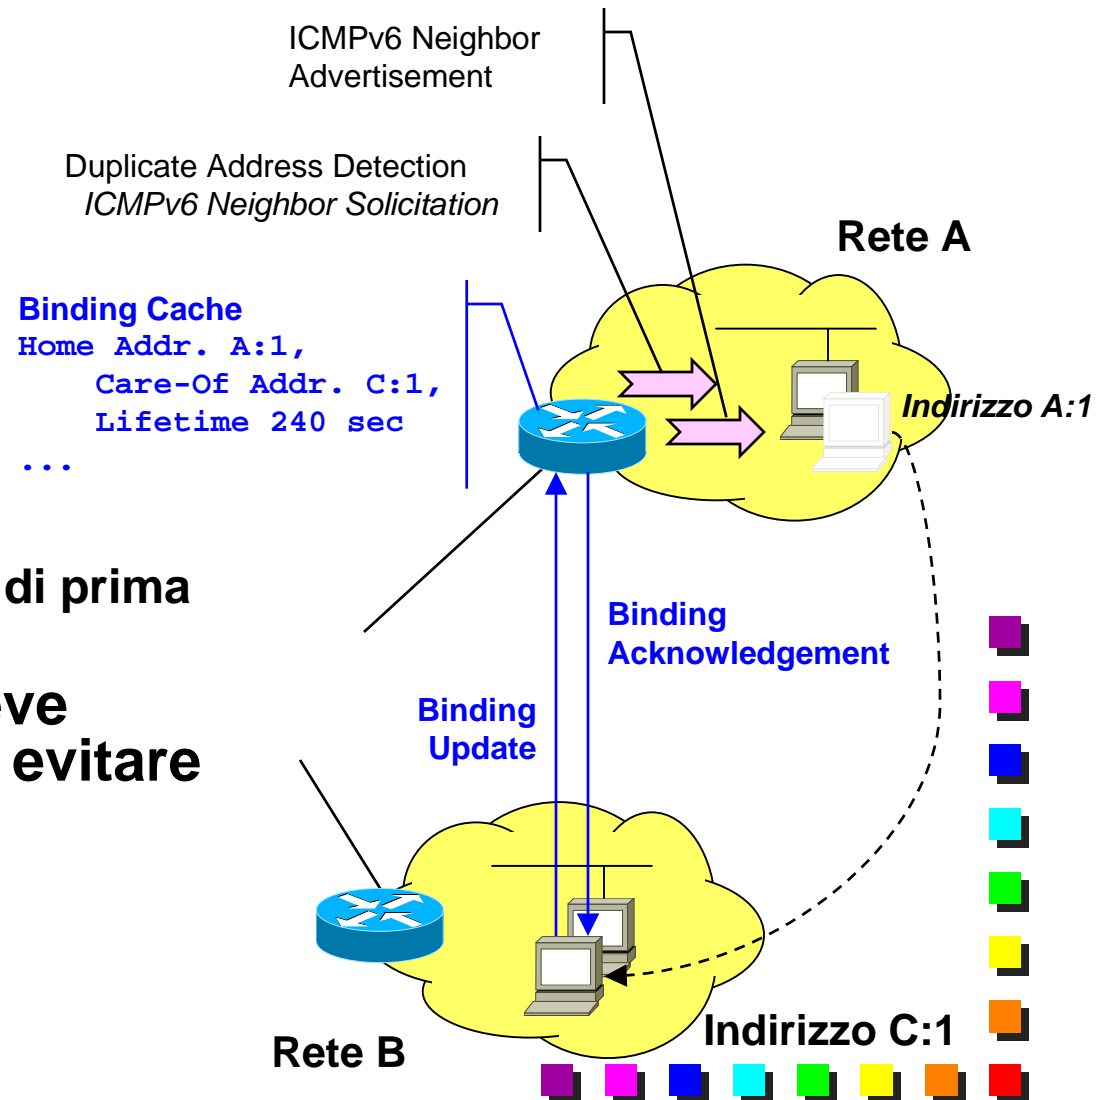 ICMPv6 Neighbor
Advertisement
Duplicate Address Detection
ICMPv6 Neighbor Solicitation
Rete A
Binding Cache
Home Addr. A:1,
Care-Of Addr. C:1,
Lifetime 240 sec
...
Indirizzo A:1
di prima
Binding
Acknowledgement
evitare
Binding
Update
Indirizzo C:1
Rete B